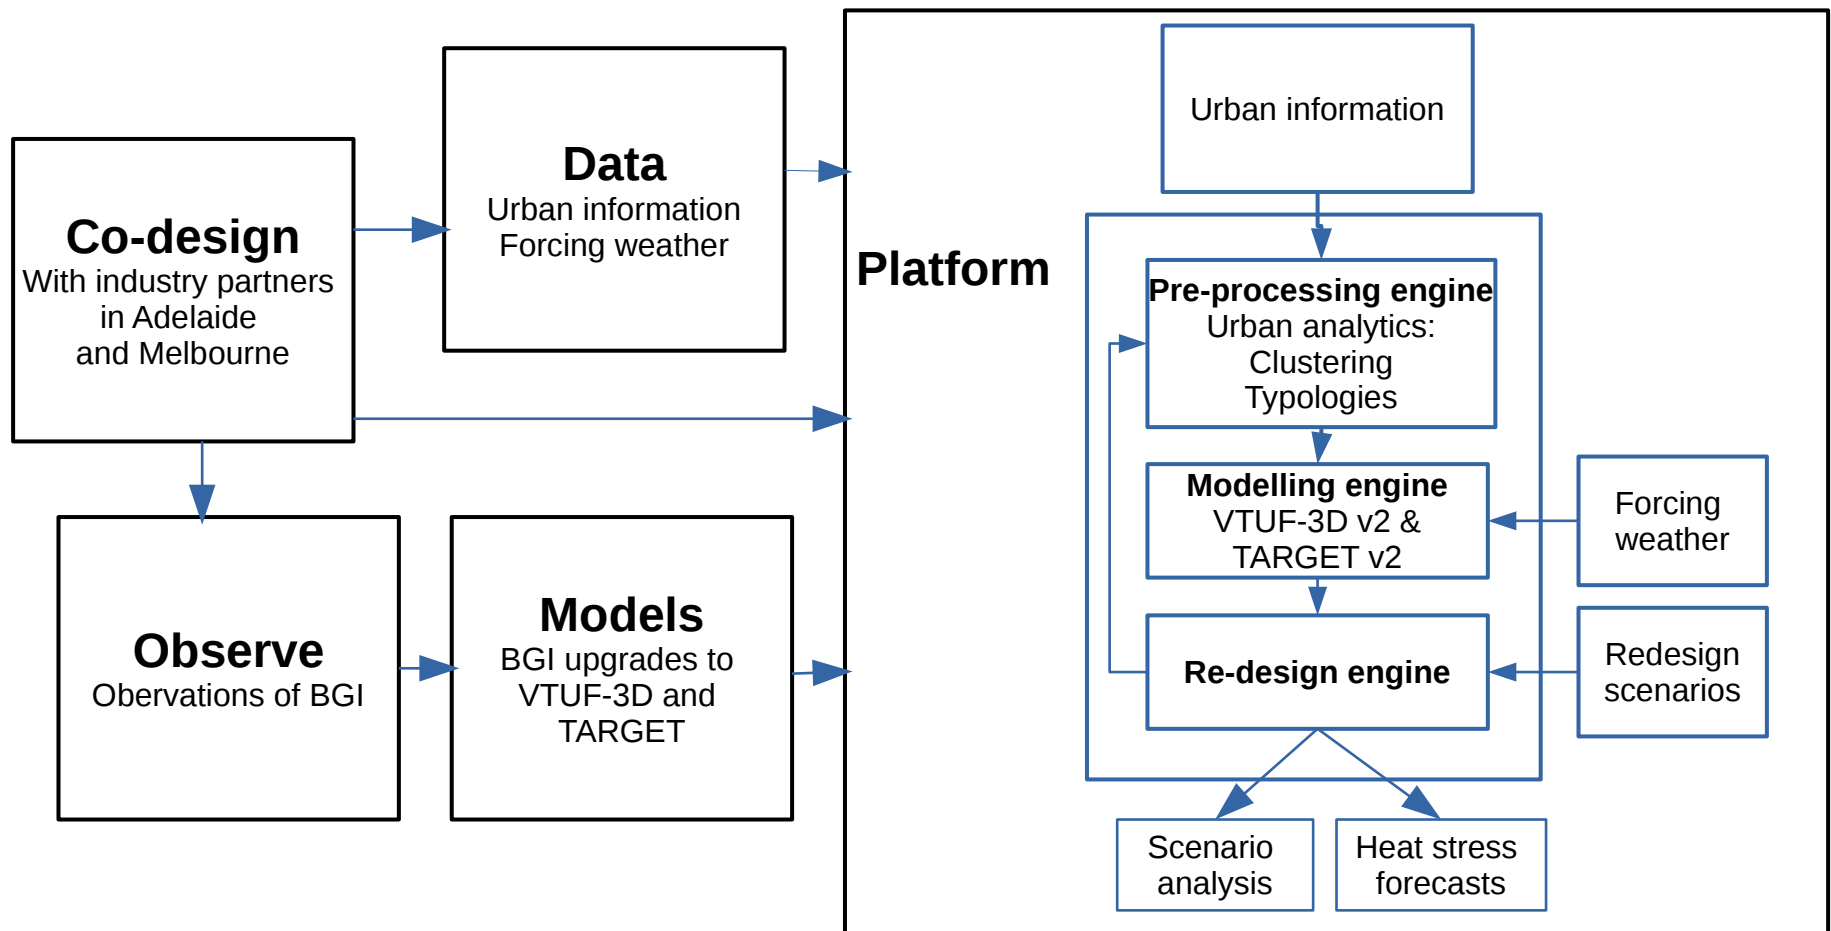 Co-design
With industry partners
in Adelaide
and Melbourne
Data
Urban information
Forcing weather
Observe
Obervations of BGI
Models
BGI upgrades to
VTUF-3D and
TARGET
Platform
Urban information
Pre-processing engine
Urban analytics:
Clustering
Typologies
Modelling engine
VTUF-3D v2 &
TARGET v2
Forcing
weather
Re-design engine
Redesign
scenarios
Scenario
analysis
Heat stress
forecasts